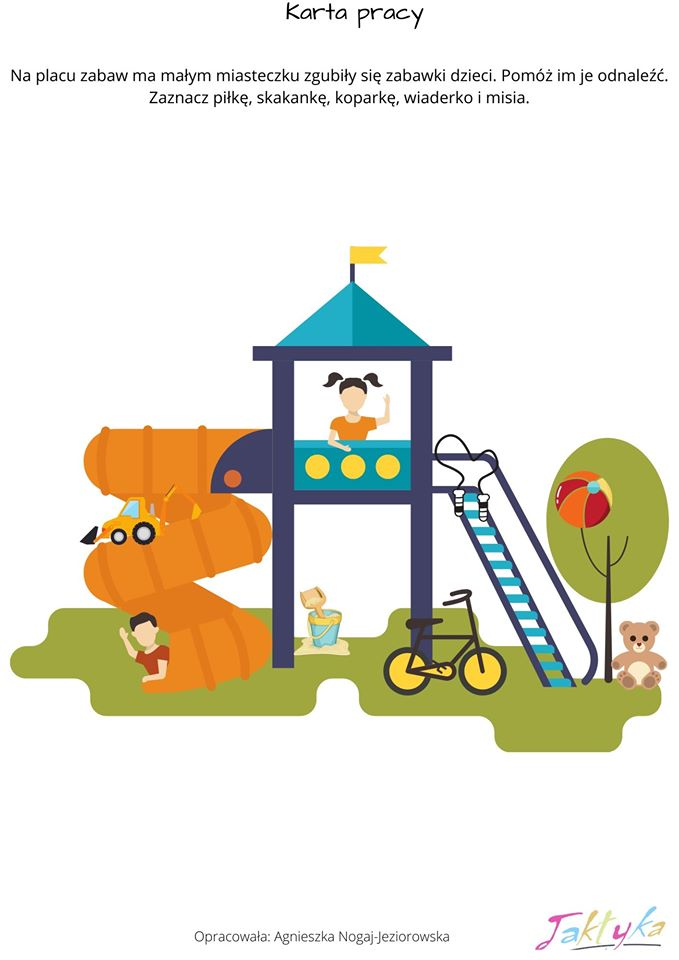 Karta pracy
Na placu zabaw ma małym miasteczku zgubiły się zabawki dzieci. Pomóż im je odnaleźć.
Zaznacz piłkę, skakankę, koparkę, wiaderko i misia.
Opracowała: Agnieszka Nogaj-Jeziorowska
Taktyka